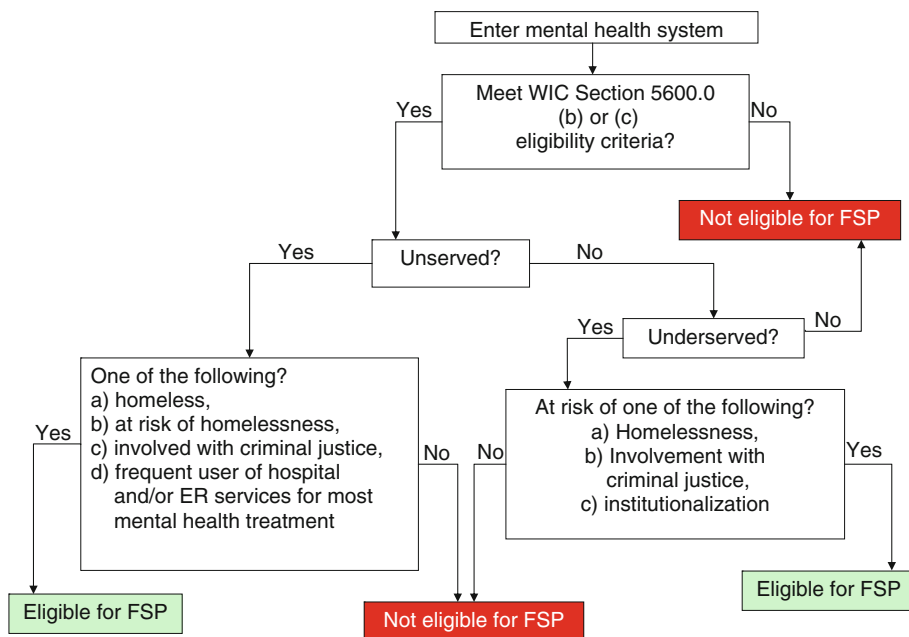 Enter mental health system
Meet WIC Section 5600.0
(b) or (c)
eligibility criteria?
Yes
No
Not eligible for FSP
Unserved?
Yes
No
Underserved?
Yes
No
One of the following?
a) homeless,
b) at risk of homelessness,
c) involved with criminal justice,
d) frequent user of hospital
and/or ER services for most
mental health treatment
Yes
No
At risk of one of the following?
a) Homelessness,
b) Involvement with
criminal justice,
c) institutionalization
No
Yes
Eligible for FSP
Not eligible for FSP
Eligible for FSP